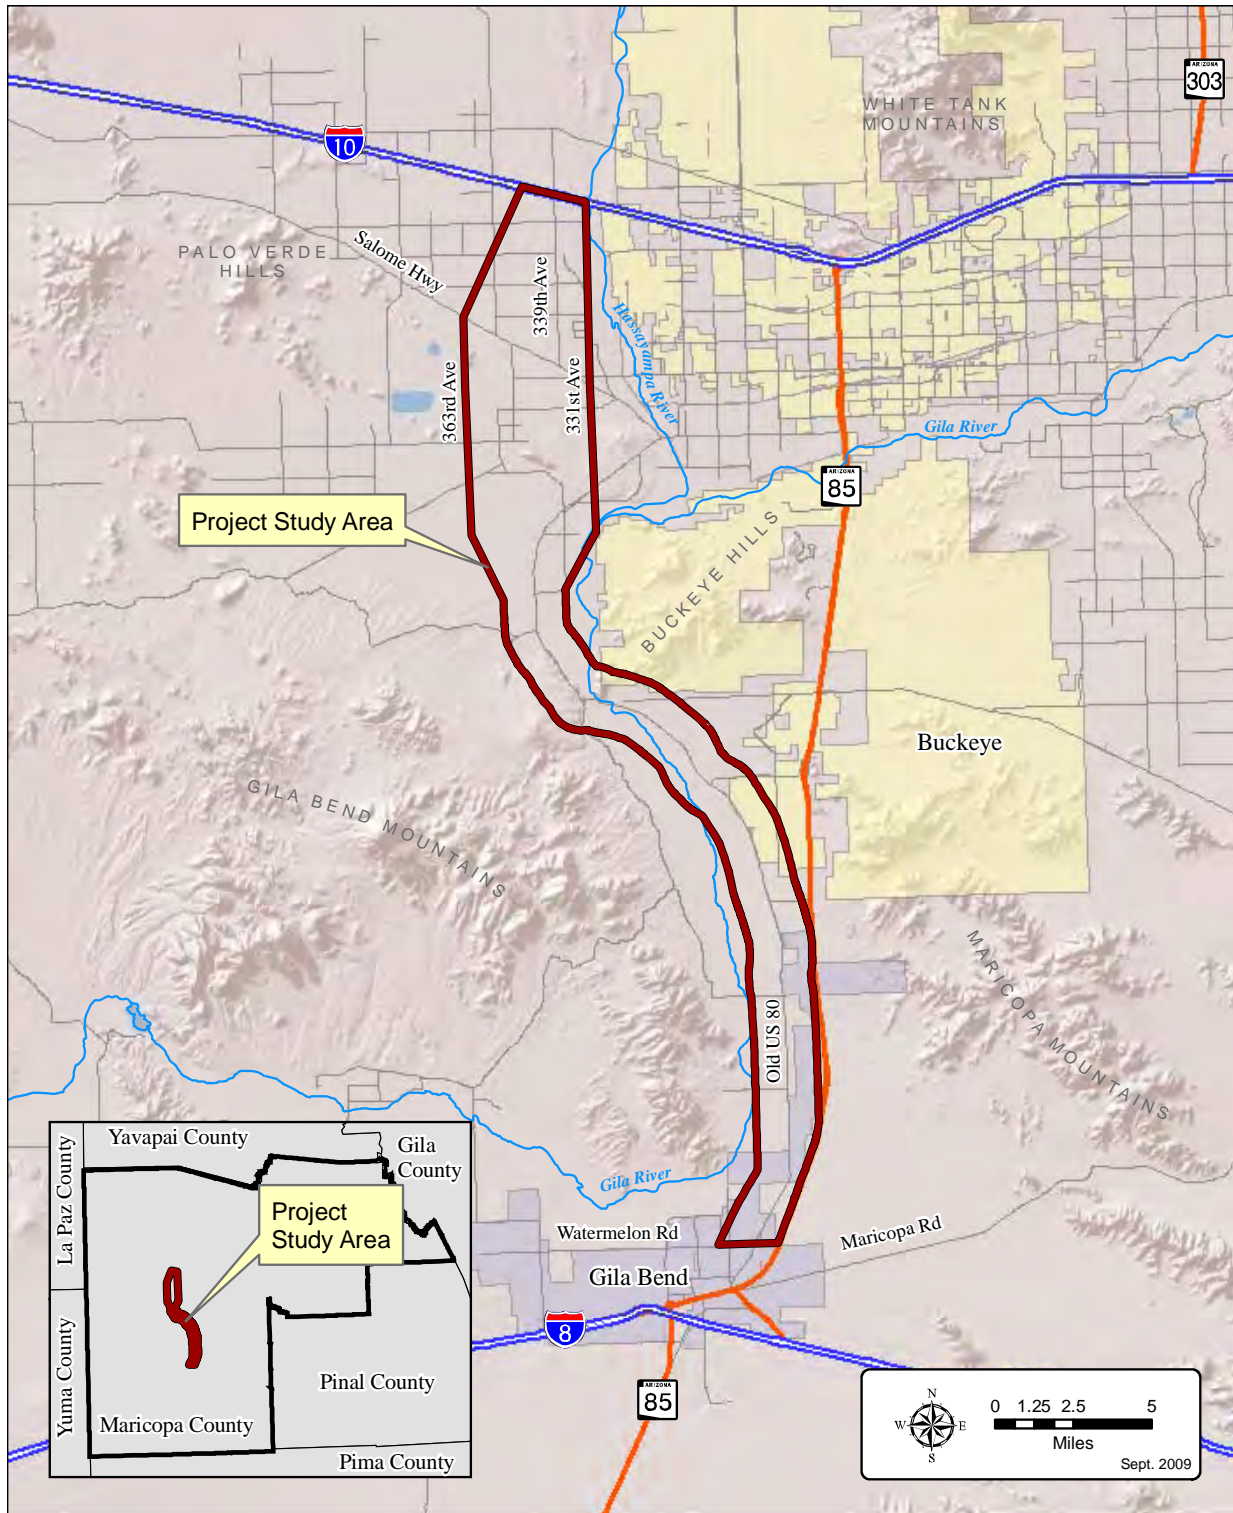 ARIZONA
303
WHITE TANK
MOUNTAINS
10
PALO VERDE
HILLS
Salome Hwy
339th Ave
Hassayampa River
363rd Ave
331st Ave
Gila River
ARIZONA
85
Project Study Area
BUCKEYE HILLS
Buckeye
GILA BEND MOUNTAINS
MARICOPA MOUNTAINS
Old US 80
Gila River
Watermelon Rd
Maricopa Rd
Gila Bend
8
ARIZONA
85
Yavapai County
Gila
County
La Paz County
Project
Study Area
Yuma County
Pinal County
Maricopa County
Pima County
N
W
E
S
0 1.25 2.5 5
Miles
Sept. 2009